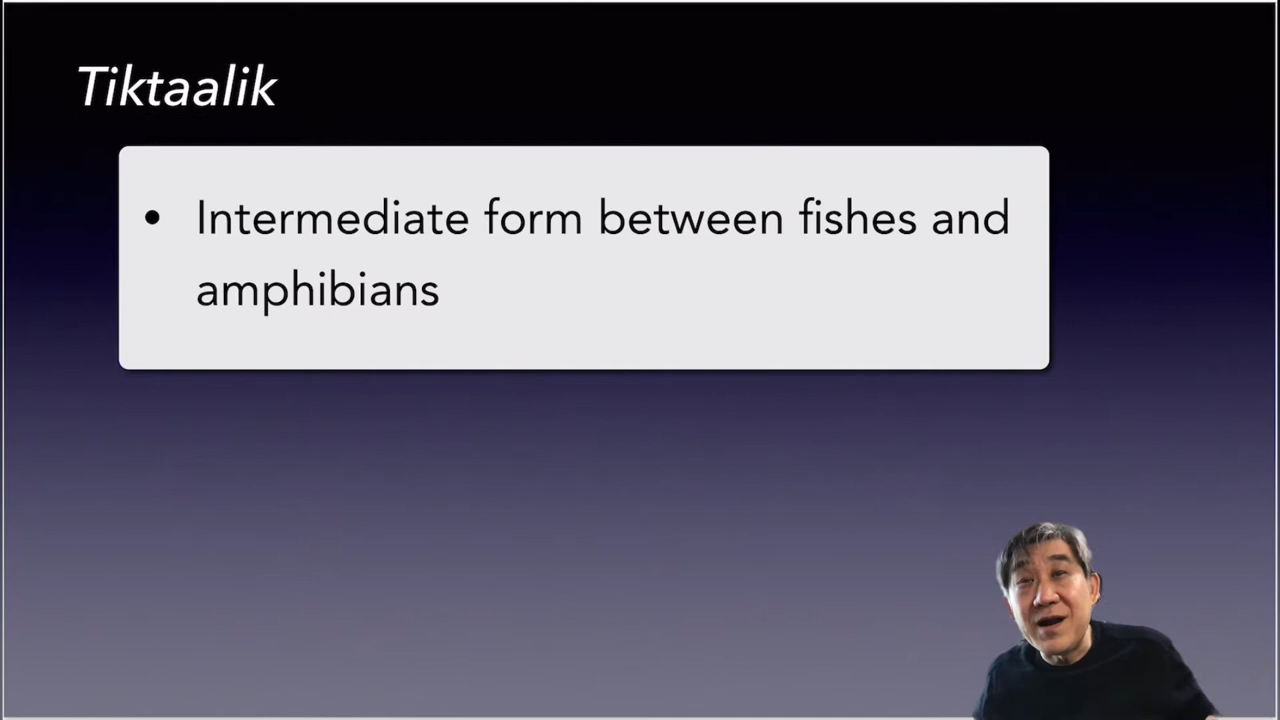 Tiktaalik
• Intermediate form between fishes and
amphibians